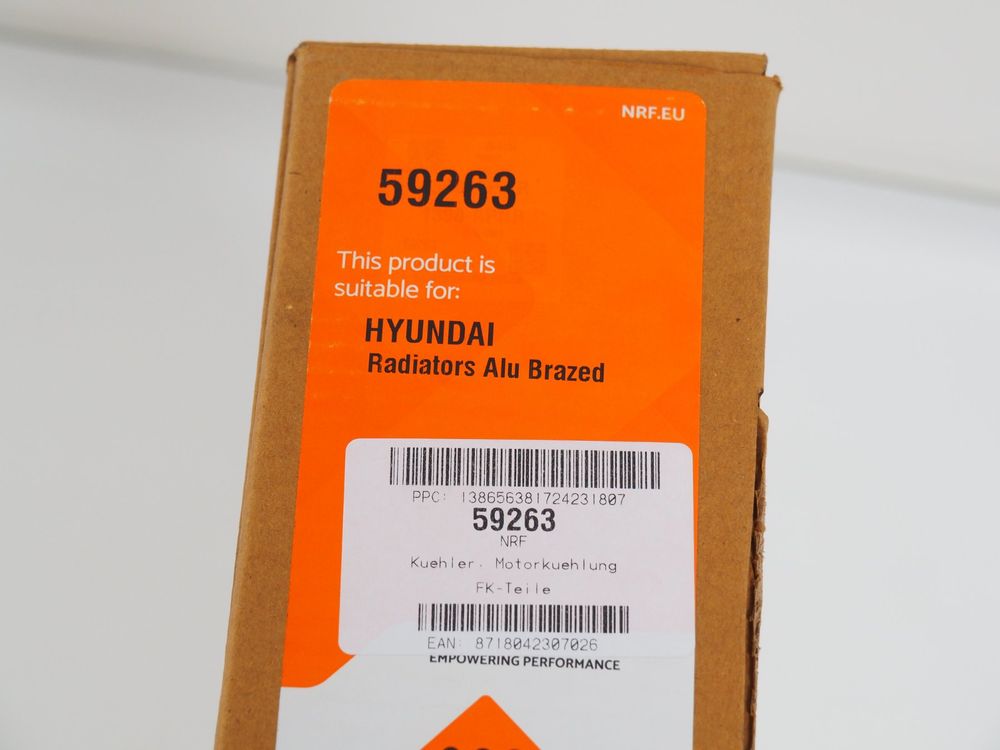 NRF.EU
59263
This product is
suitable for:
HYUNDAI
Radiators Alu Brazed
PPC: 138656381724231807
59263
NRF
Kuehler, Motorkuehlung
FK-Teile
EAN: 8718042307026
EMPOWERING PERFORMANCE